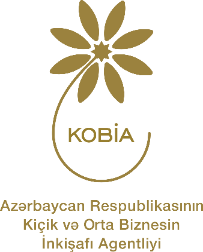 KOBİA
Azərbaycan Respublikasının
Kiçik və Orta Biznesin
İnkişafı Agentliyi